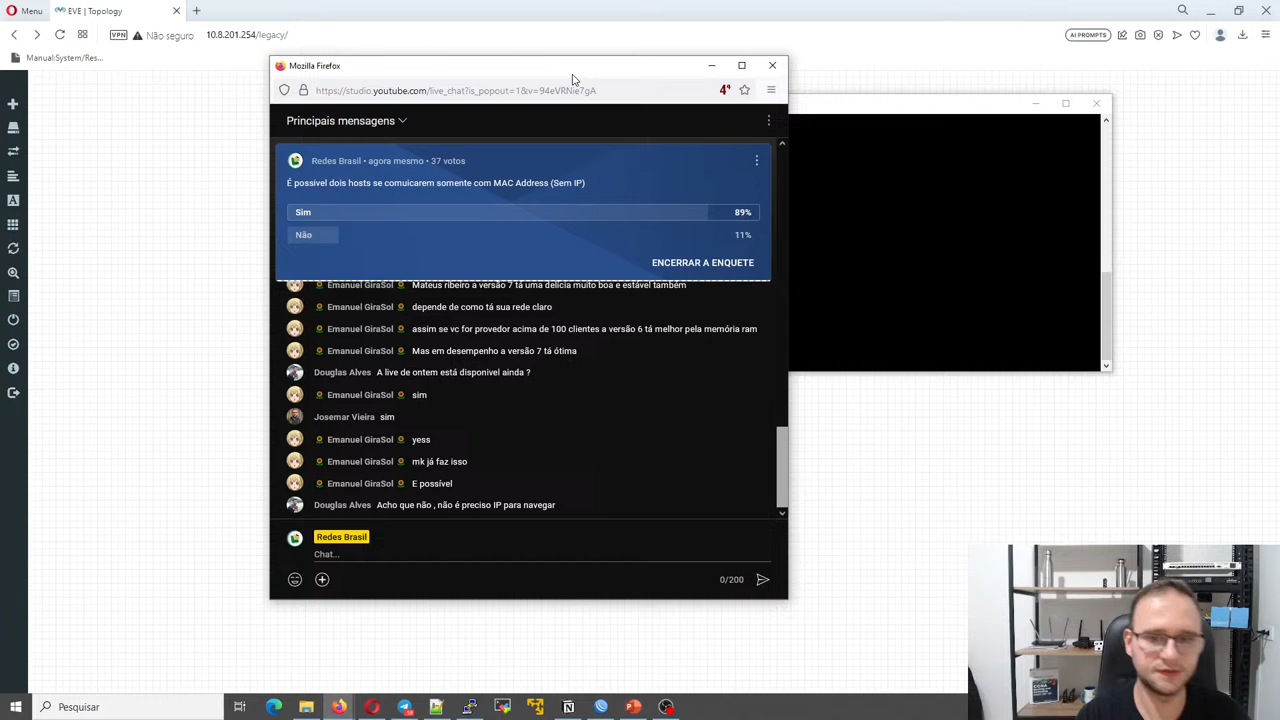 Menu
EVE | Topology
VPN
Não seguro
10.8.201.254/legacy/
AI PROMPTS
Manual:System/Res...
Mozilla Firefox
https://studio.youtube.com/live_chat?is_popout=1&v=94eVRNie7gA
Principais mensagens
Redes Brasil • agora mesmo • 37 votos
É possivel dois hosts se comuicarem somente com MAC Address (Sem IP)
Sim 89%
Não 11%
ENCERRAR A ENQUETE
Emanuel GiraSol Mateus ribeiro a versão 7 tá uma delícia muito boa e estável também
Emanuel GiraSol depende de como tá sua rede claro
Emanuel GiraSol assim se vc for provedor acima de 100 clientes a versão 6 tá melhor pela memória ram
Emanuel GiraSol Mas em desempenho a versão 7 tá ótima
Douglas Alves A live de ontem está disponivel ainda ?
Emanuel GiraSol sim
Josemar Vieira sim
Emanuel GiraSol yess
Emanuel GiraSol mk já faz isso
Emanuel GiraSol E possível
Douglas Alves Acho que não , não é preciso IP para navegar
Redes Brasil
Chat...
0/200
CCNA
Pesquisar